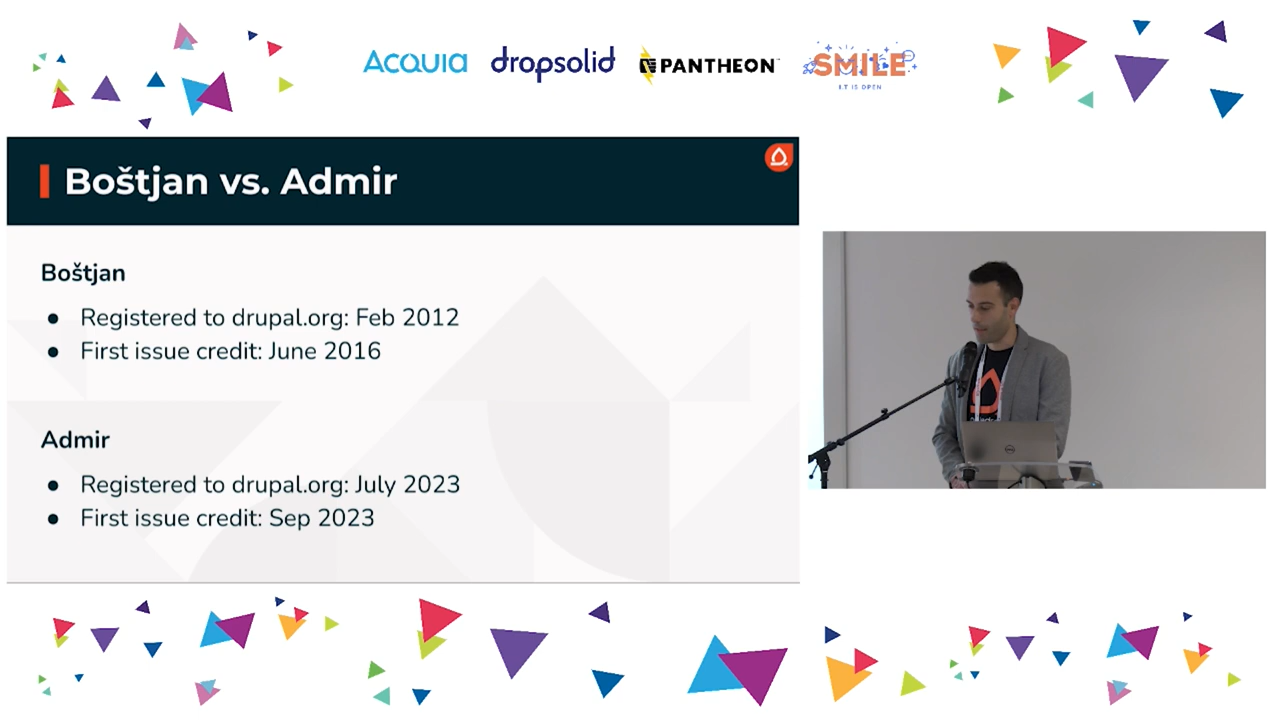 ACQUIA dropsolid PANTHEON SMILE
I.T IS OPEN
Boštjan vs. Admir
Boštjan
● Registered to drupal.org: Feb 2012
● First issue credit: June 2016
Admir
● Registered to drupal.org: July 2023
● First issue credit: Sep 2023
DELL